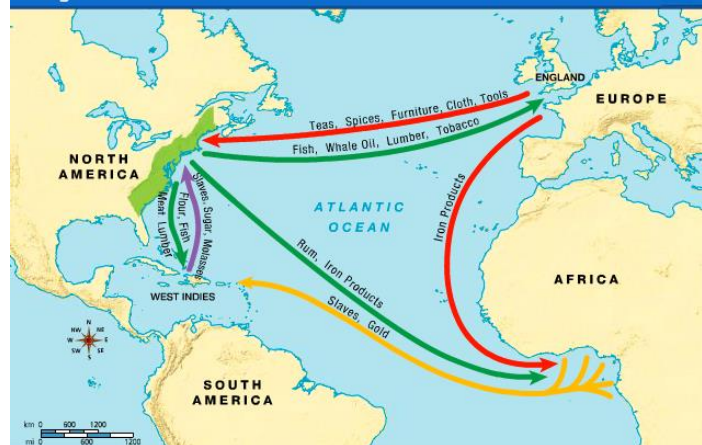 ENGLAND
EUROPE
Teas, Spices, Furniture, Cloth, Tools
Fish, Whale Oil, Lumber, Tobacco
NORTH
AMERICA
Slaves, Sugar, Molasses
Flour, Fish
Meat, Lumber
ATLANTIC
OCEAN
Iron Products
Rum, Iron Products
Slaves, Gold
AFRICA
WEST INDIES
N
NW NE
W E
SW SE
S
SOUTH
AMERICA
km 0 600 1200
mi 0 600 1200